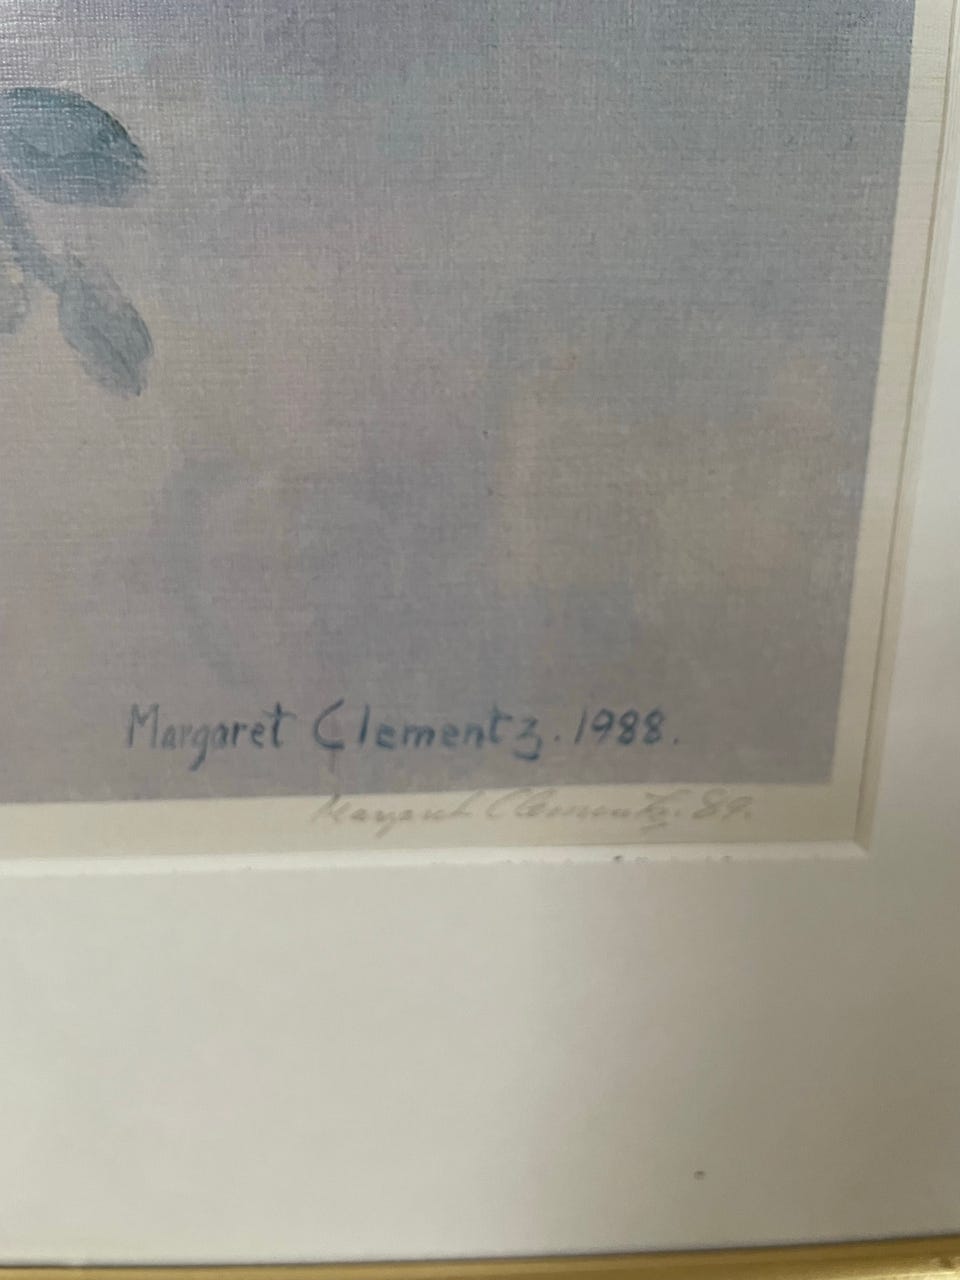 Margaret Clementz. 1988.
Margaret Clementz. 89.